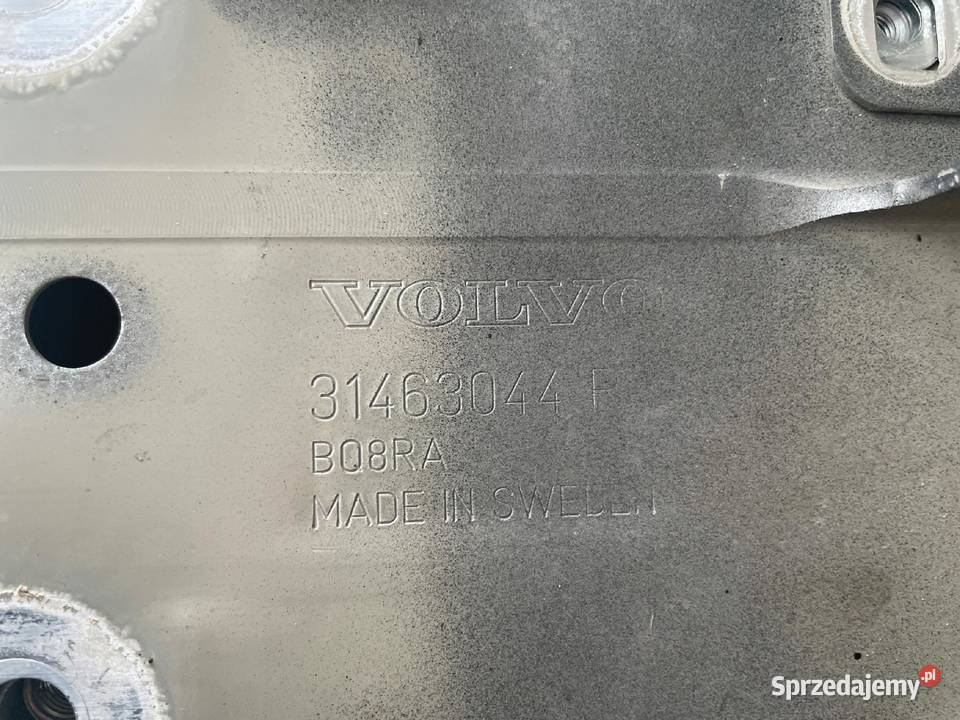 VOLVO
31463044 R
BQ8RA
MADE IN SWEDEN
Sprzedajemy.pl